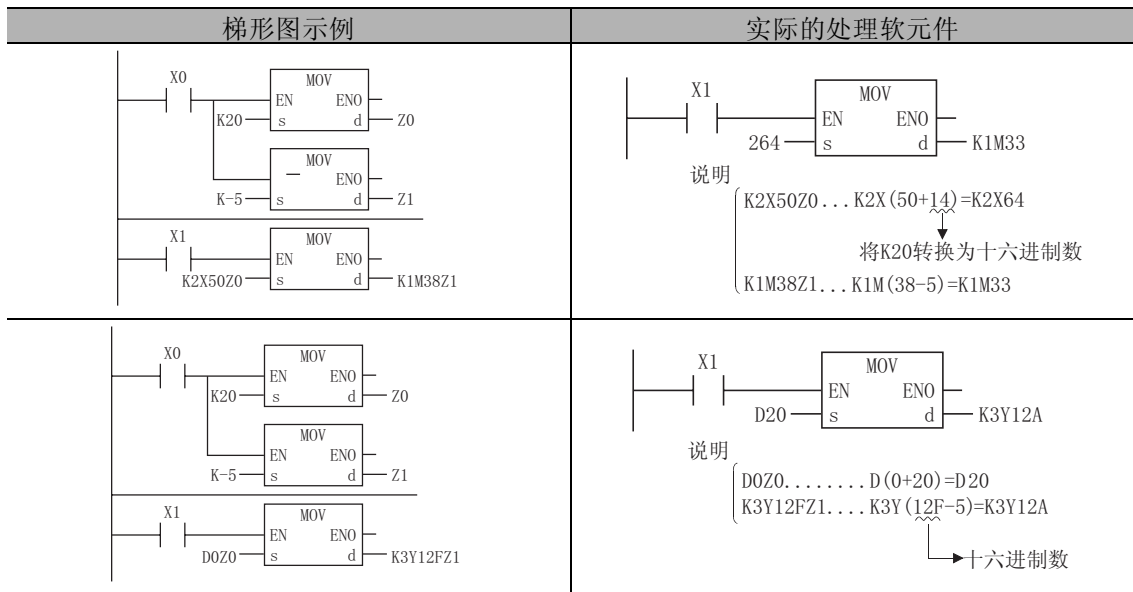 梯形图示例
实际的处理软元件
X0
MOV
EN ENO
K20 s d Z0
MOV
— ENO
K-5 s d Z1
X1
MOV
EN ENO
K2X50Z0 s d K1M38Z1
X1
MOV
EN ENO
264 s d K1M33
说明
K2X50Z0...K2X(50+14)=K2X64
将K20转换为十六进制数
K1M38Z1...K1M(38-5)=K1M33
X0
MOV
EN ENO
K20 s d Z0
MOV
EN ENO
K-5 s d Z1
X1
MOV
EN ENO
D0Z0 s d K3Y12FZ1
X1
MOV
EN ENO
D20 s d K3Y12A
说明
D0Z0........D(0+20)=D20
K3Y12FZ1....K3Y(12F-5)=K3Y12A
十六进制数